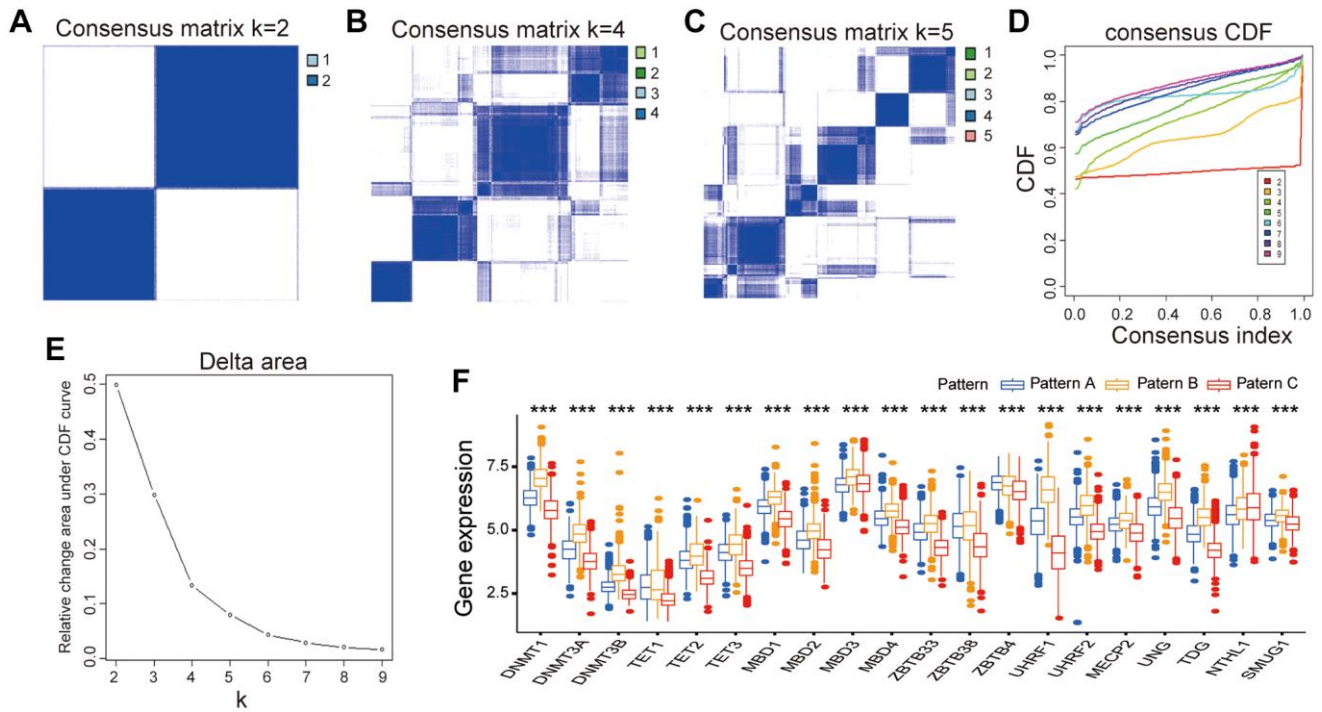 A
Consensus matrix k=2
1
2
B
Consensus matrix k=4
1
2
3
4
C
Consensus matrix k=5
1
2
3
4
5
D
consensus CDF
CDF
1.0
0.8
0.6
0.4
0.2
0.0
2
3
4
5
6
7
8
9
0.0 0.2 0.4 0.6 0.8 1.0
Consensus index
E
Delta area
Relative change area under CDF curve
0.5
0.4
0.3
0.2
0.1
0.0
2 3 4 5 6 7 8 9
k
F
Pattern Pattern A Patern B Patern C
*** *** *** *** *** *** *** *** *** *** *** *** *** *** *** *** *** *** *** ***
Gene expression
7.5
5.0
2.5
DNMT1 DNMT3A DNMT3B TET1 TET2 TET3 MBD1 MBD2 MBD3 MBD4 ZBTB33 ZBTB38 ZBTB4 UHRF1 UHRF2 MECP2 UNG TDG NTHL1 SMUG1